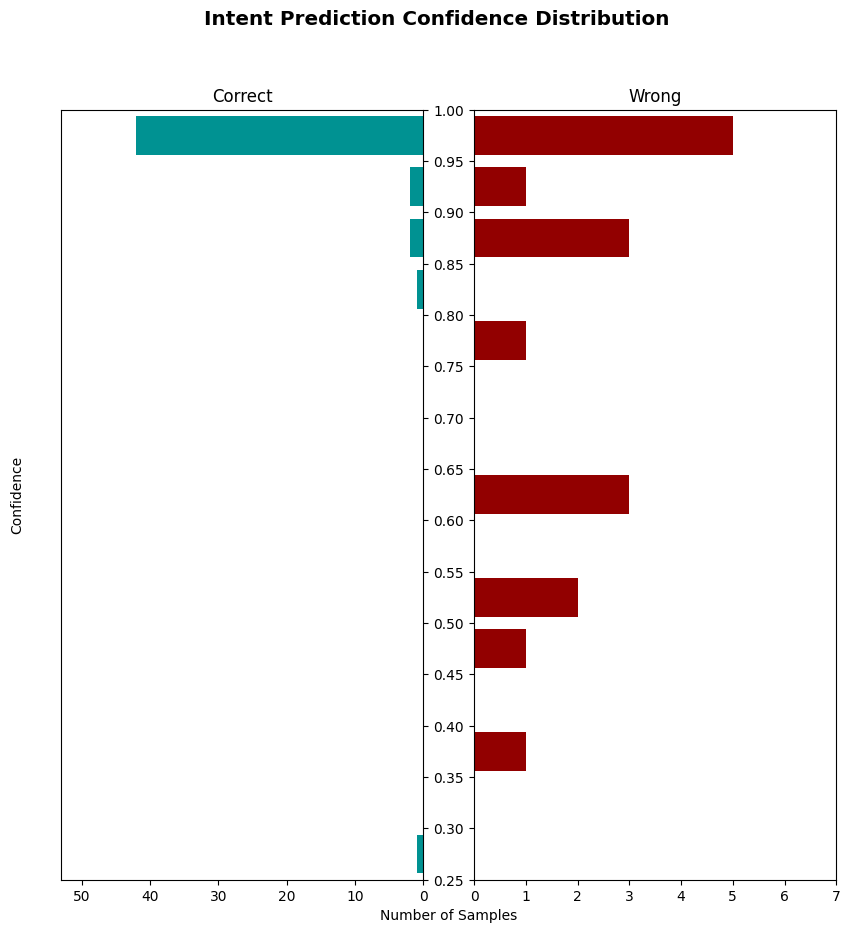 Intent Prediction Confidence Distribution
Correct
Wrong
1.00
0.95
0.90
0.85
0.80
0.75
0.70
0.65
0.60
0.55
0.50
0.45
0.40
0.35
0.30
0.25
Confidence
50 40 30 20 10 0
0 1 2 3 4 5 6 7
Number of Samples